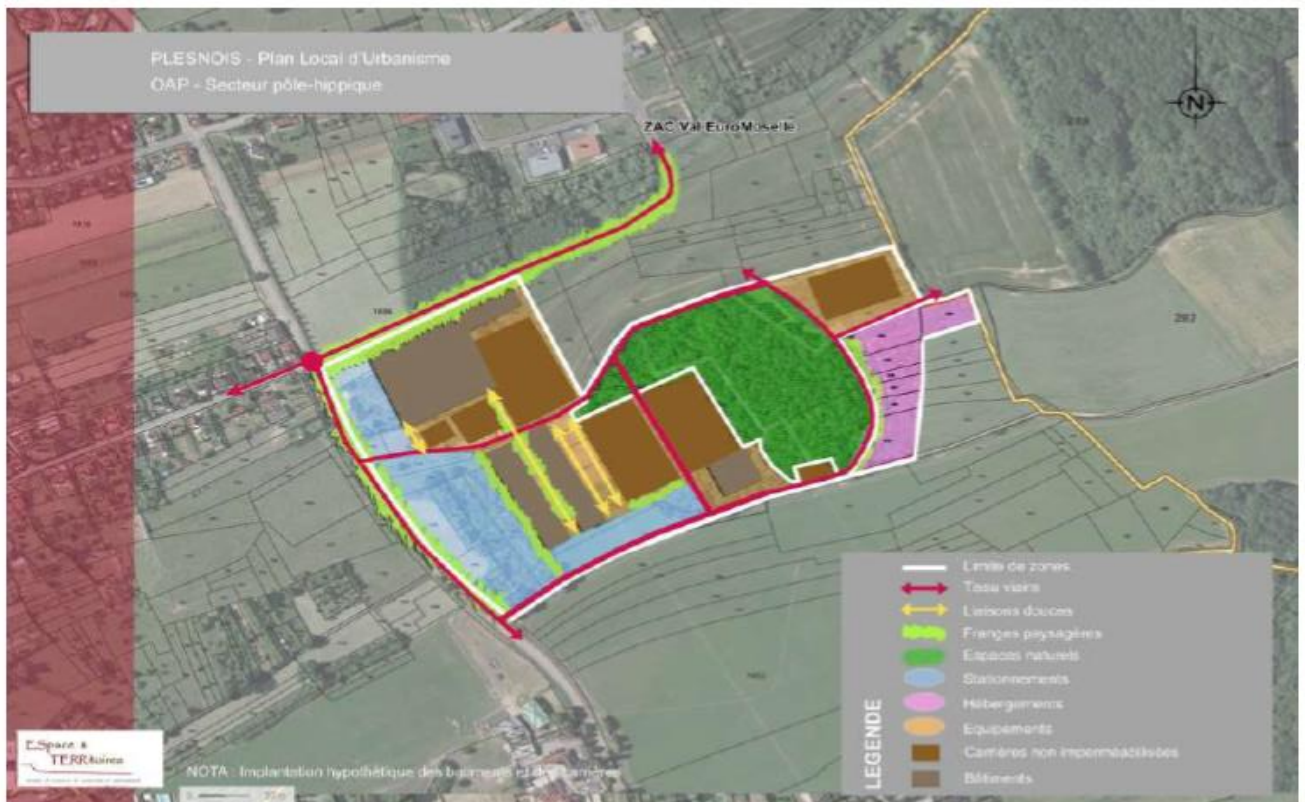 PLESNOIS - Plan Local d'Urbanisme
OAP - Secteur pôle-hippique
ZAC Val EuroMoselle
N
282
LEGENDE
Limite de zones
Tissu viaire
Liaisons douces
Franges paysagères
Espaces naturels
Stationnements
Hébergements
Equipements
Carrières non imperméabilisées
Bâtiments
ESpace &
TERRitoires
NOTA : Implantation hypothétique des bâtiments et des carrières